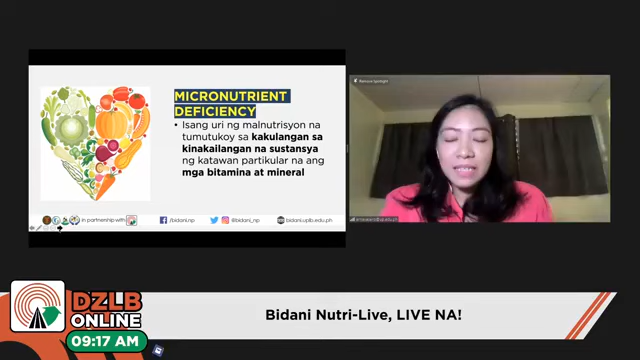 MICRONUTRIENT
DEFICIENCY
• Isang uri ng malnutrisyon na
tumutukoy sa kakulangan sa
kinakailangan na sustansya
ng katawan partikular na ang
mga bitamina at mineral
in partnership with
/bidani.np
@bidani_np
bidani.uplb.edu.ph
DZLB
ONLINE
09:17 AM
Bidani Nutri-Live, LIVE NA!